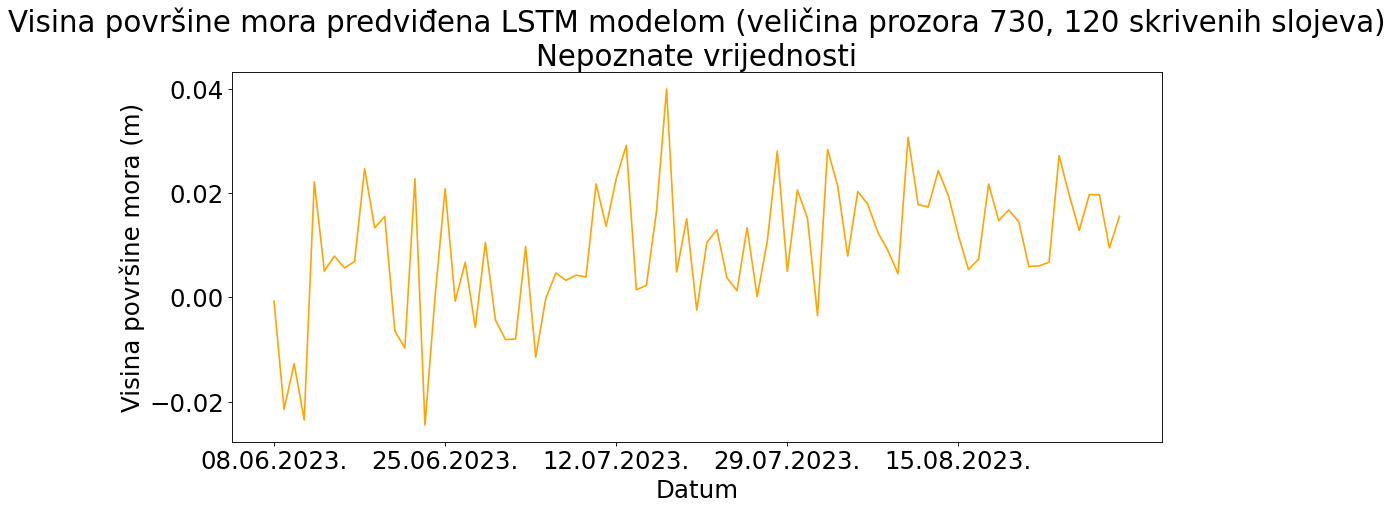 Visina površine mora predviđena LSTM modelom (veličina prozora 730, 120 skrivenih slojeva)
Nepoznate vrijednosti
Visina površine mora (m)
0.04
0.02
0.00
−0.02
08.06.2023. 25.06.2023. 12.07.2023. 29.07.2023. 15.08.2023.
Datum